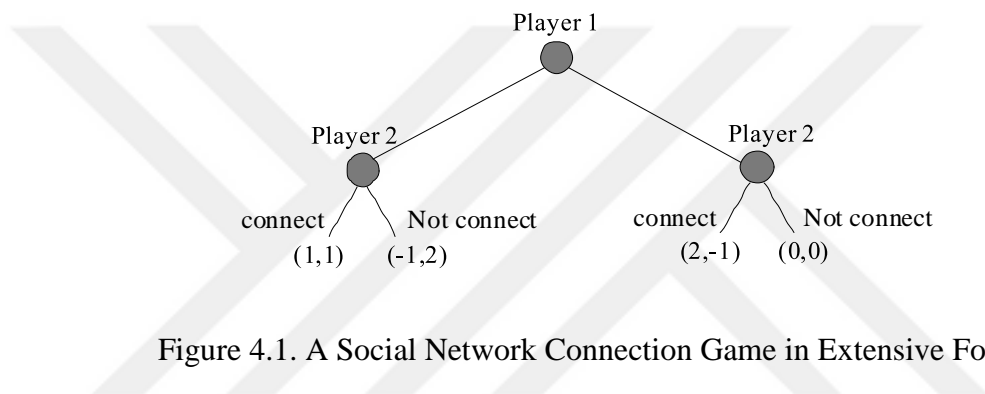 Player 1
Player 2 Player 2
connect Not connect connect Not connect
(1,1) (-1,2) (2,-1) (0,0)
Figure 4.1. A Social Network Connection Game in Extensive Fo